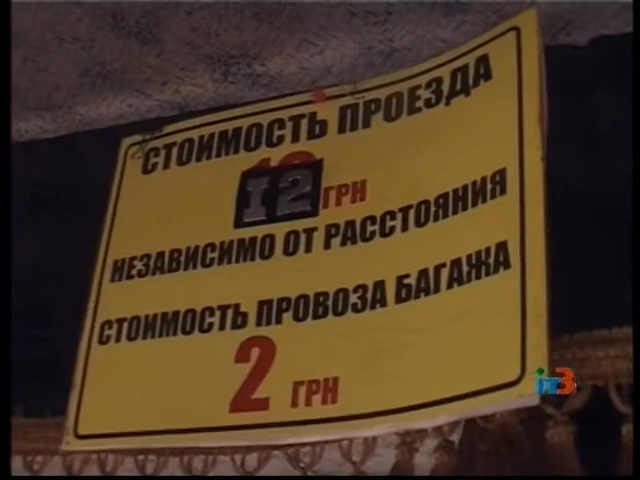 СТОИМОСТЬ ПРОЕЗДА
12 ГРН
НЕЗАВИСИМО ОТ РАССТОЯНИЯ
СТОИМОСТЬ ПРОВОЗА БАГАЖА
2 ГРН